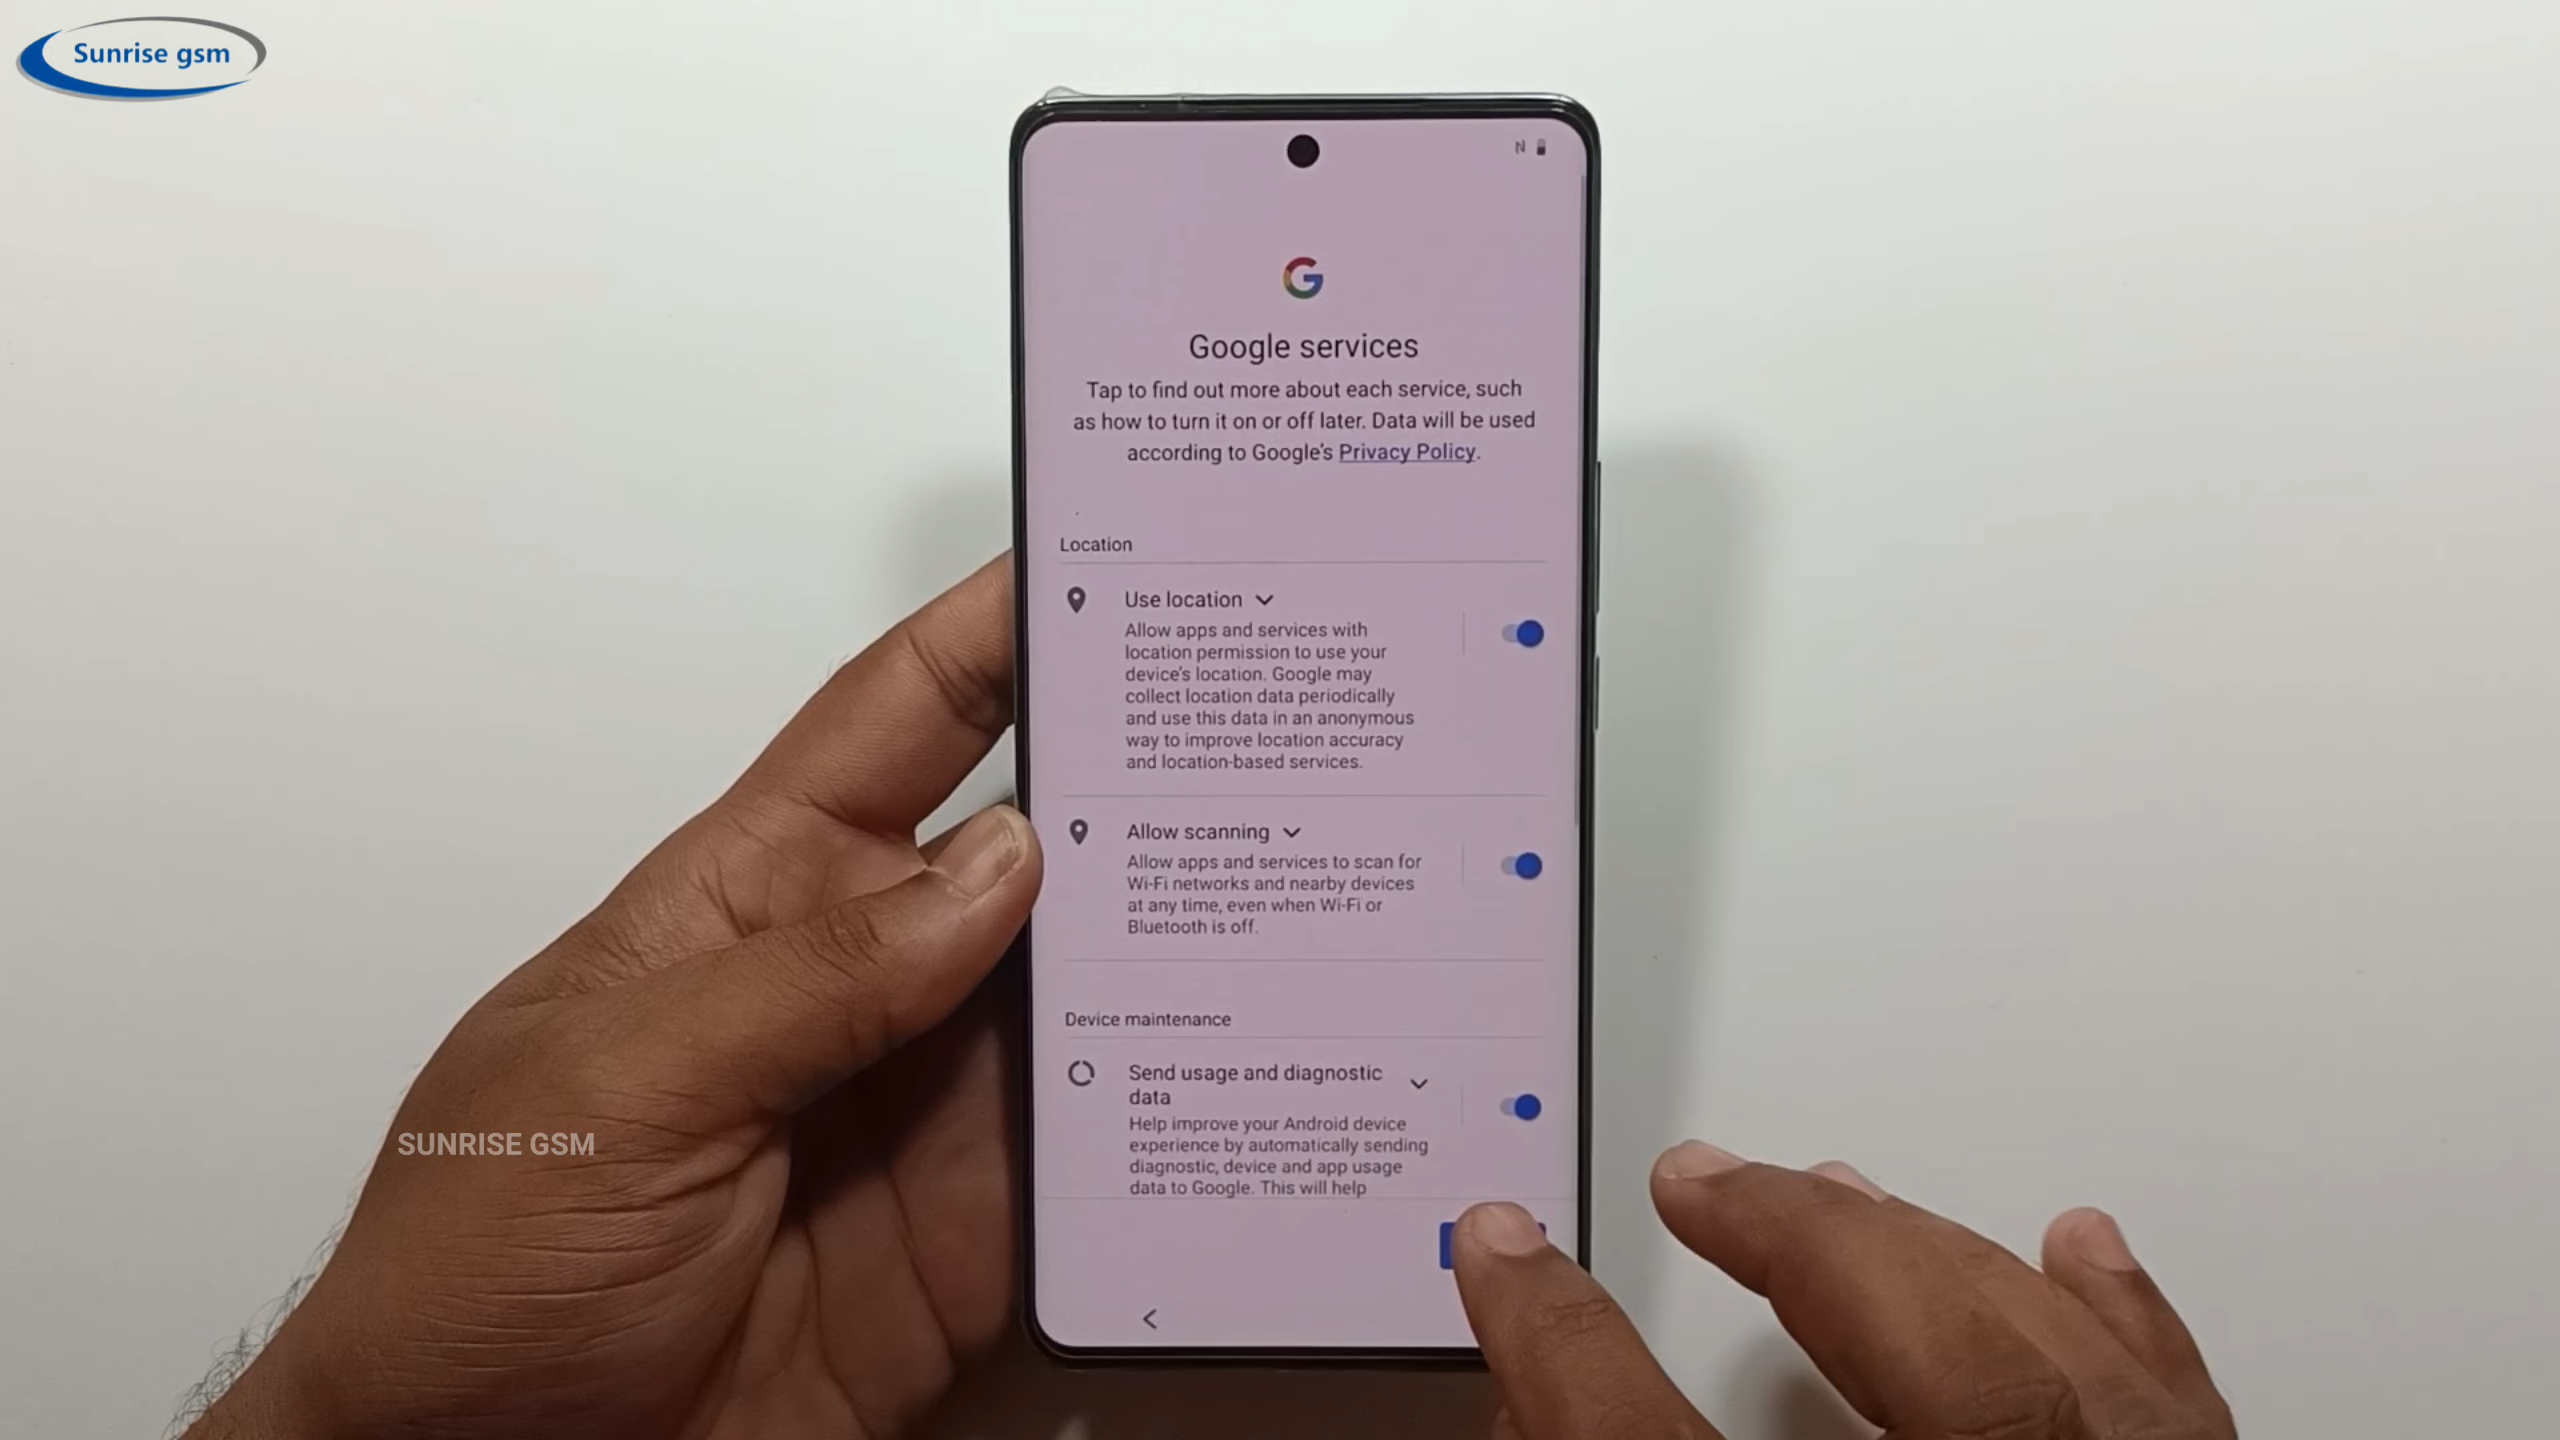 Sunrise gsm
N
Google services
Tap to find out more about each service, such
as how to turn it on or off later. Data will be used
according to Google's Privacy Policy.
Location
Use location
Allow apps and services with
location permission to use your
device's location. Google may
collect location data periodically
and use this data in an anonymous
way to improve location accuracy
and location-based services.
Allow scanning
Allow apps and services to scan for
Wi-Fi networks and nearby devices
at any time, even when Wi-Fi or
Bluetooth is off.
Device maintenance
Send usage and diagnostic
data
Help improve your Android device
experience by automatically sending
diagnostic, device and app usage
data to Google. This will help
SUNRISE GSM